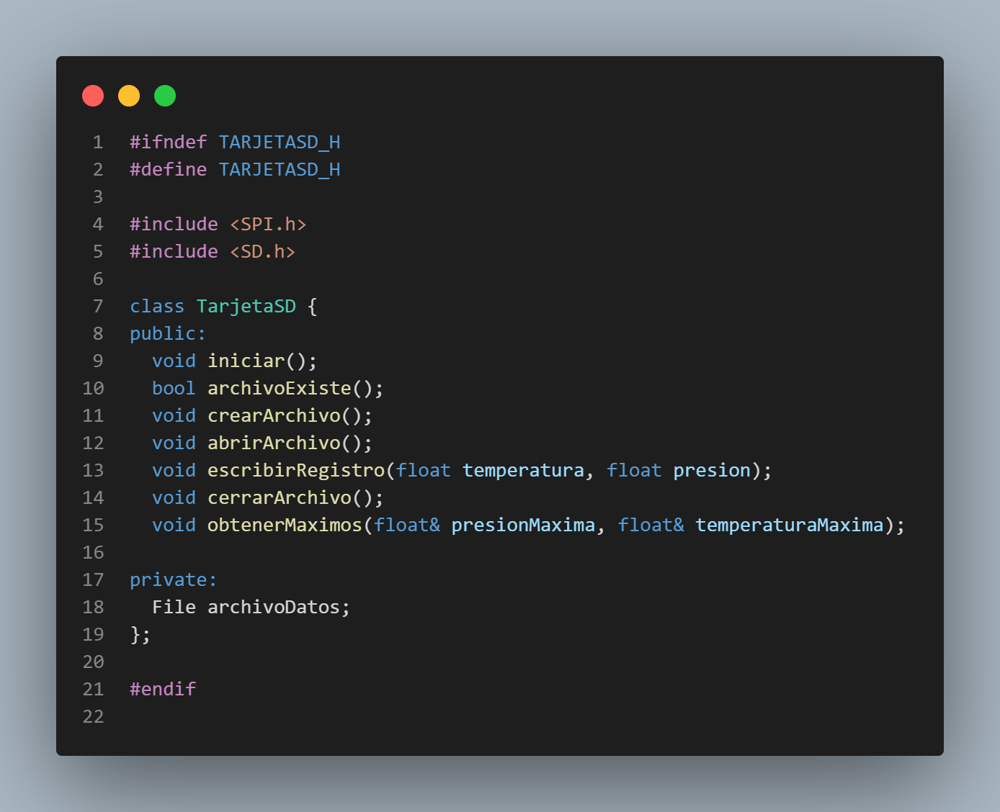 1 #ifndef TARJETASD_H
2 #define TARJETASD_H
3
4 #include <SPI.h>
5 #include <SD.h>
6
7 class TarjetaSD {
8 public:
9   void iniciar();
10   bool archivoExiste();
11   void crearArchivo();
12   void abrirArchivo();
13   void escribirRegistro(float temperatura, float presion);
14   void cerrarArchivo();
15   void obtenerMaximos(float& presionMaxima, float& temperaturaMaxima);
16
17 private:
18   File archivoDatos;
19 };
20
21 #endif
22